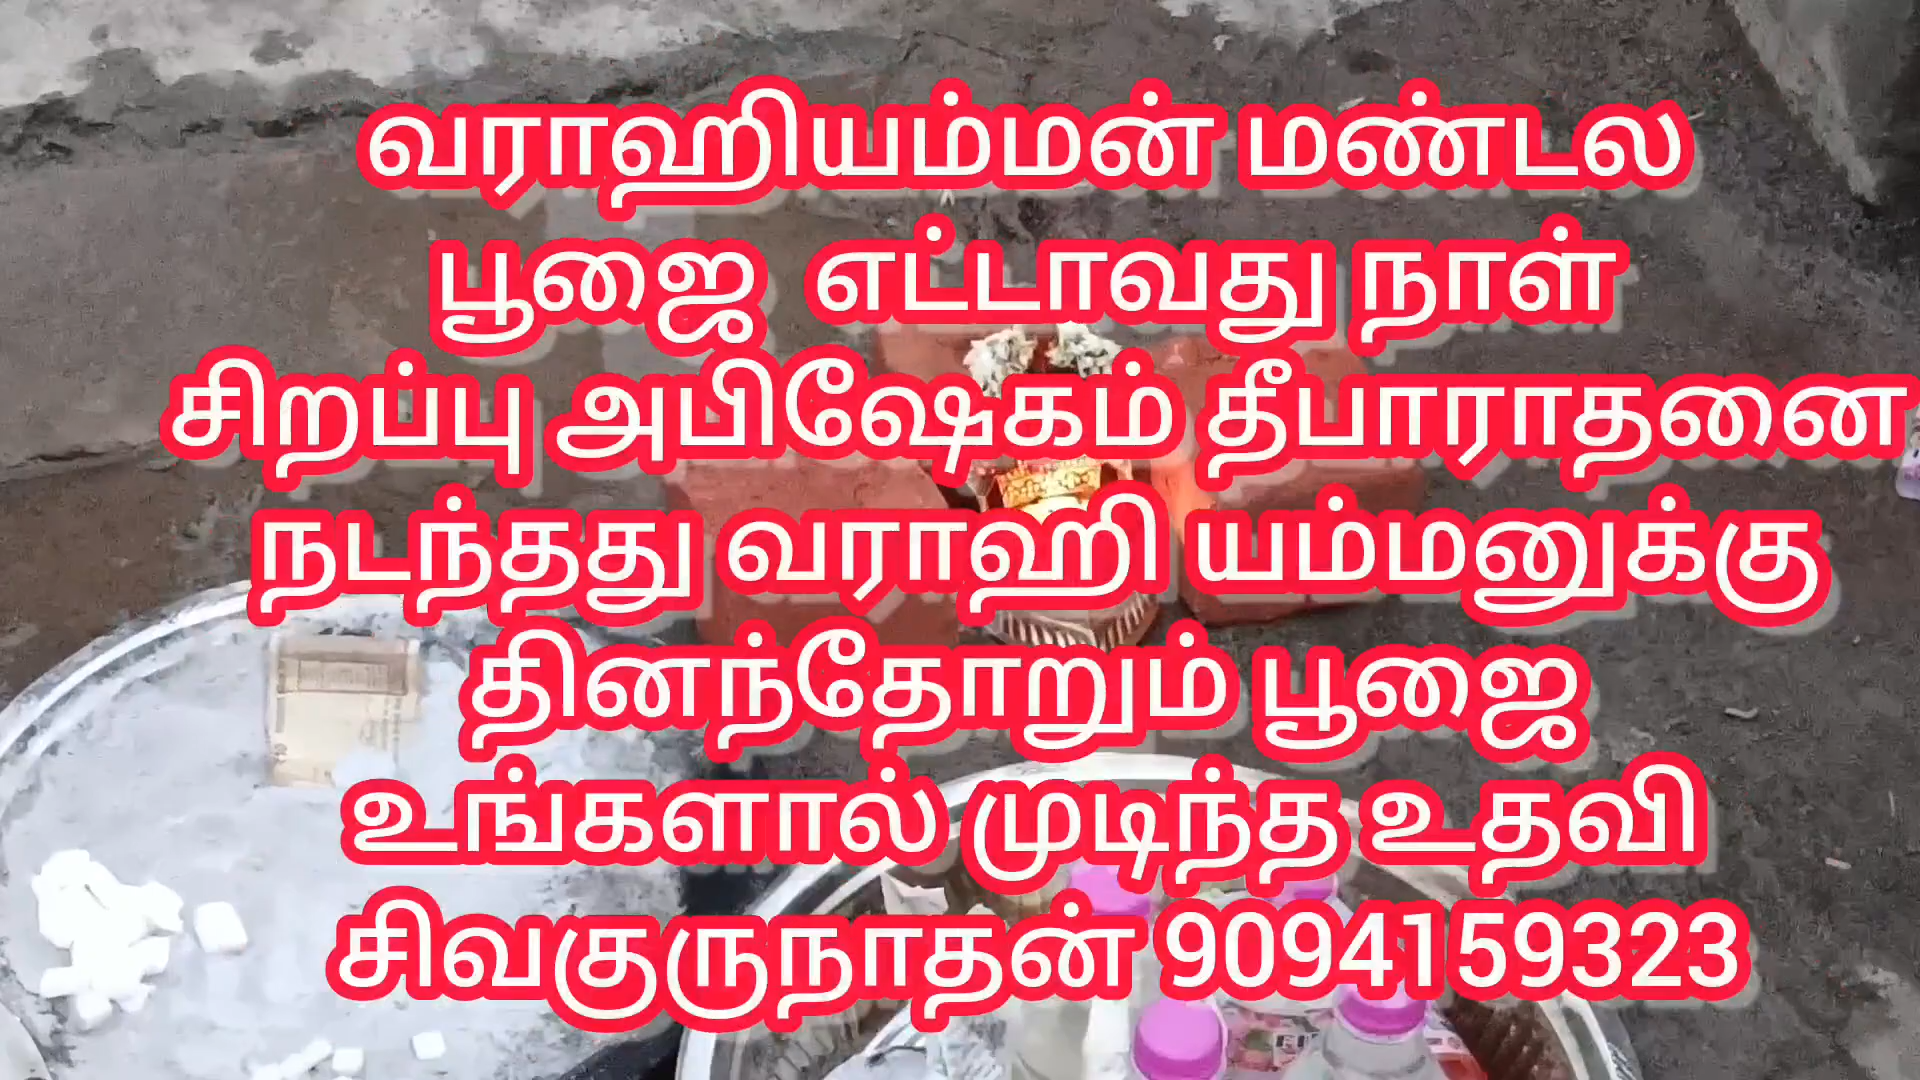 வராஹியம்மன் மண்டல
பூஜை எட்டாவது நாள்
சிறப்பு அபிஷேகம் தீபாராதனை
நடந்தது வராஹி யம்மனுக்கு
தினந்தோறும் பூஜை
உங்களால் முடிந்த உதவி
சிவகுருநாதன் 9094159323